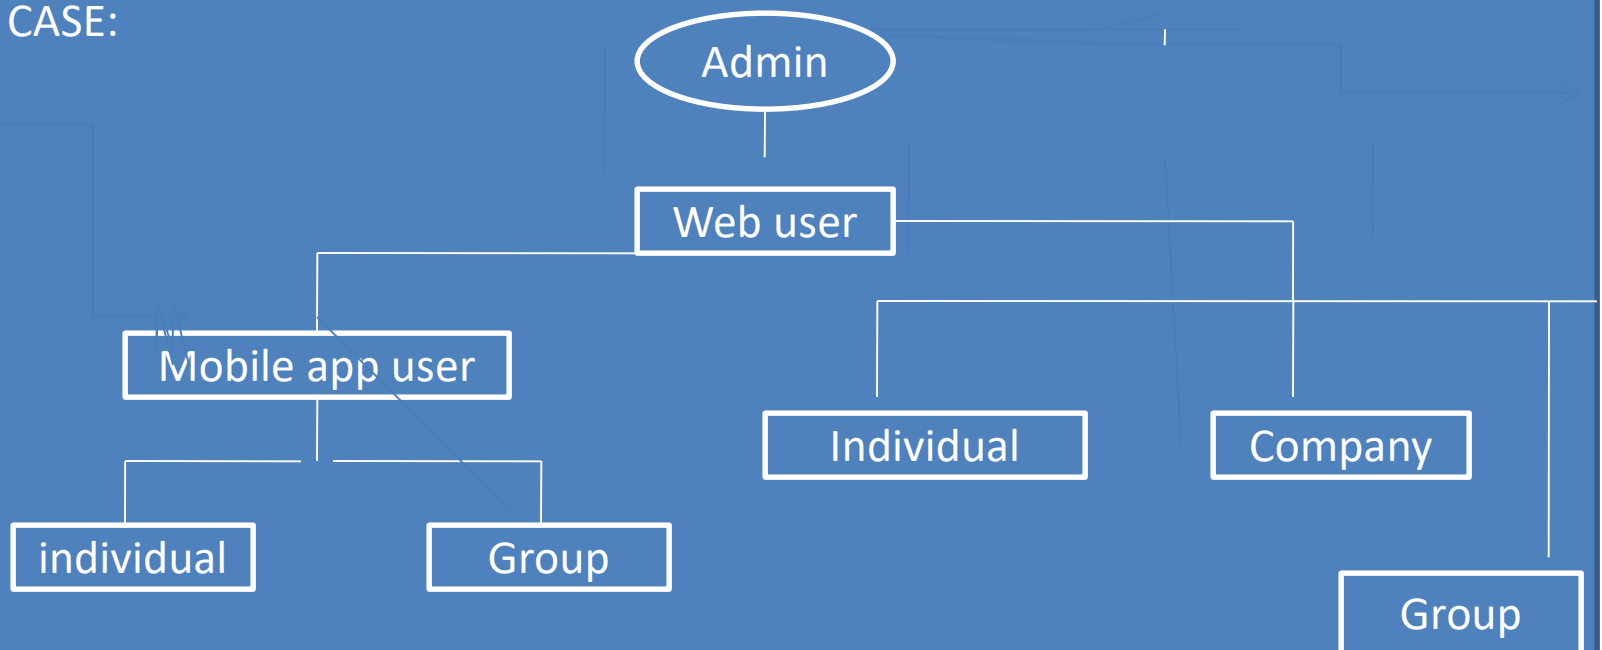 CASE:
Admin
Web user
Mobile app user
Individual
Company
individual
Group
Group